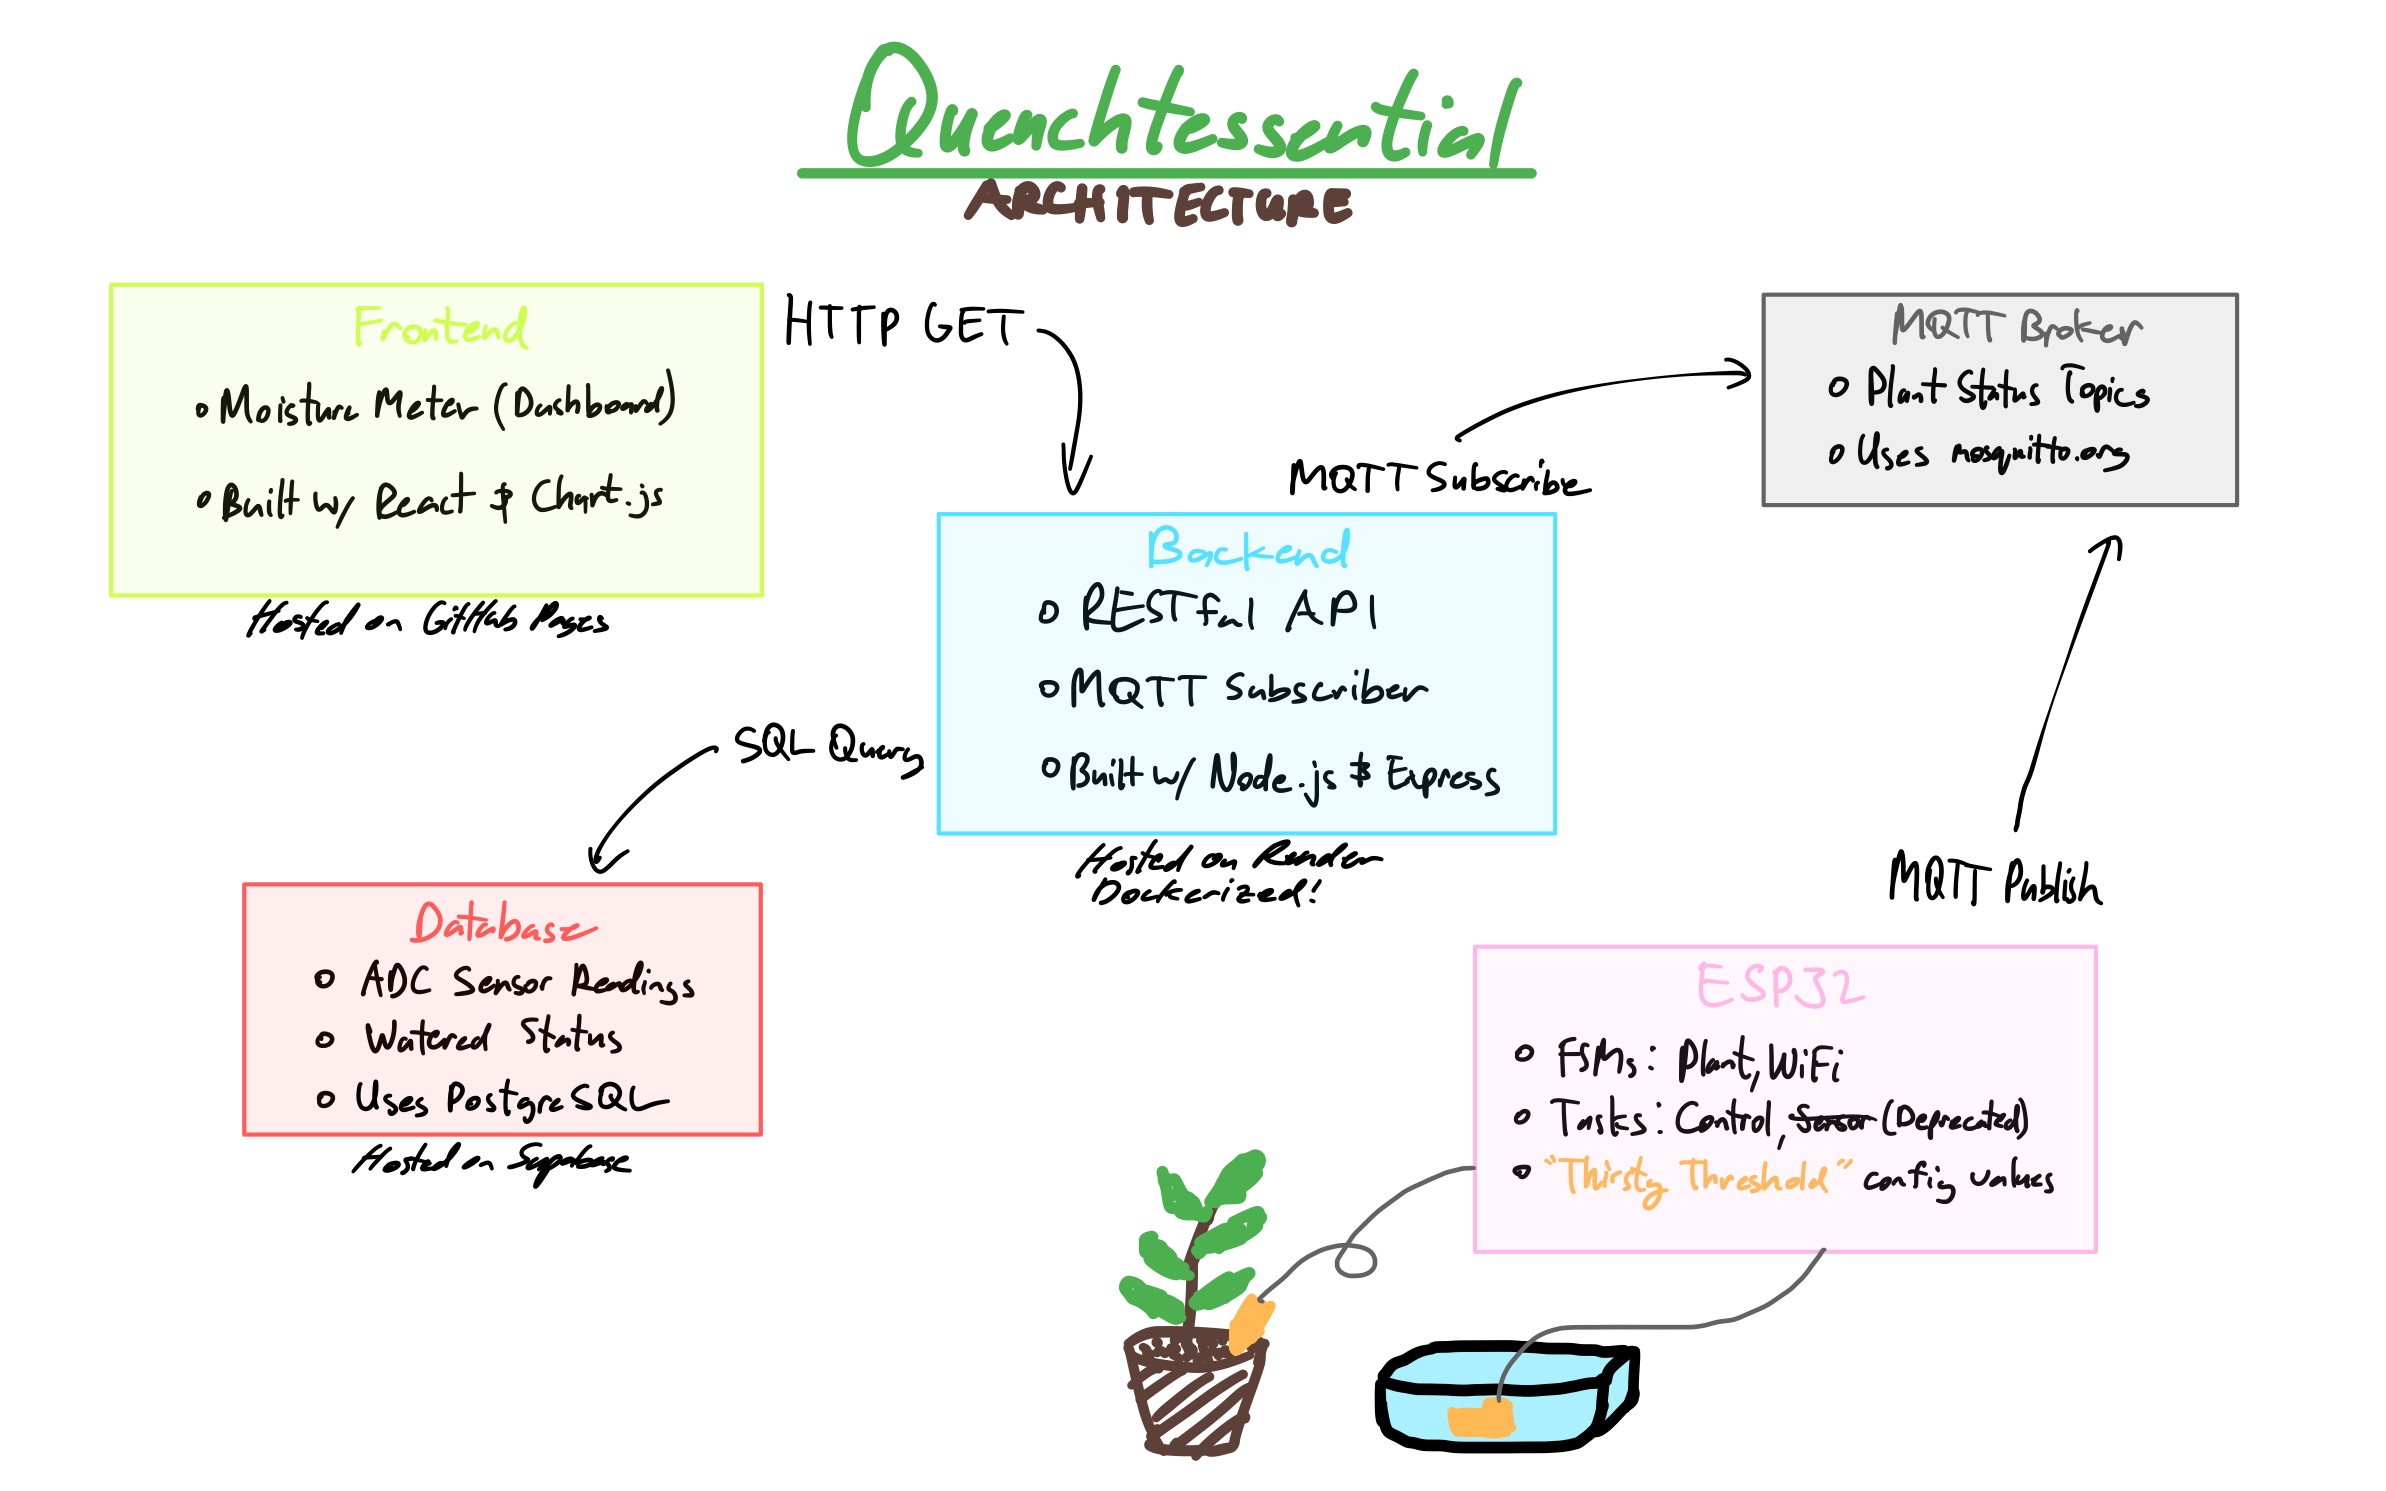 Quenchtessential
ARCHITECTURE
Frontend
Moisture Meter (Dashboard)
Built w/ React & Chart.js
Hosted on GitHub Pages
HTTP GET
MQTT Subscribe
MQTT Broker
Plant Status Topics
Uses mosquitto.org
Backend
RESTful API
MQTT Subscriber
Built w/ Node.js & Express
Hosted on Render
Dockerized!
SQL Query
Database
ADC Sensor Readings
Watered Status
Uses PostgreSQL
Hosted on Supabase
MQTT Publish
ESP32
FSMs: Plant, WiFi
Tasks: Control, Sensor (Deprecated)
"Thirsty Threshold" config values